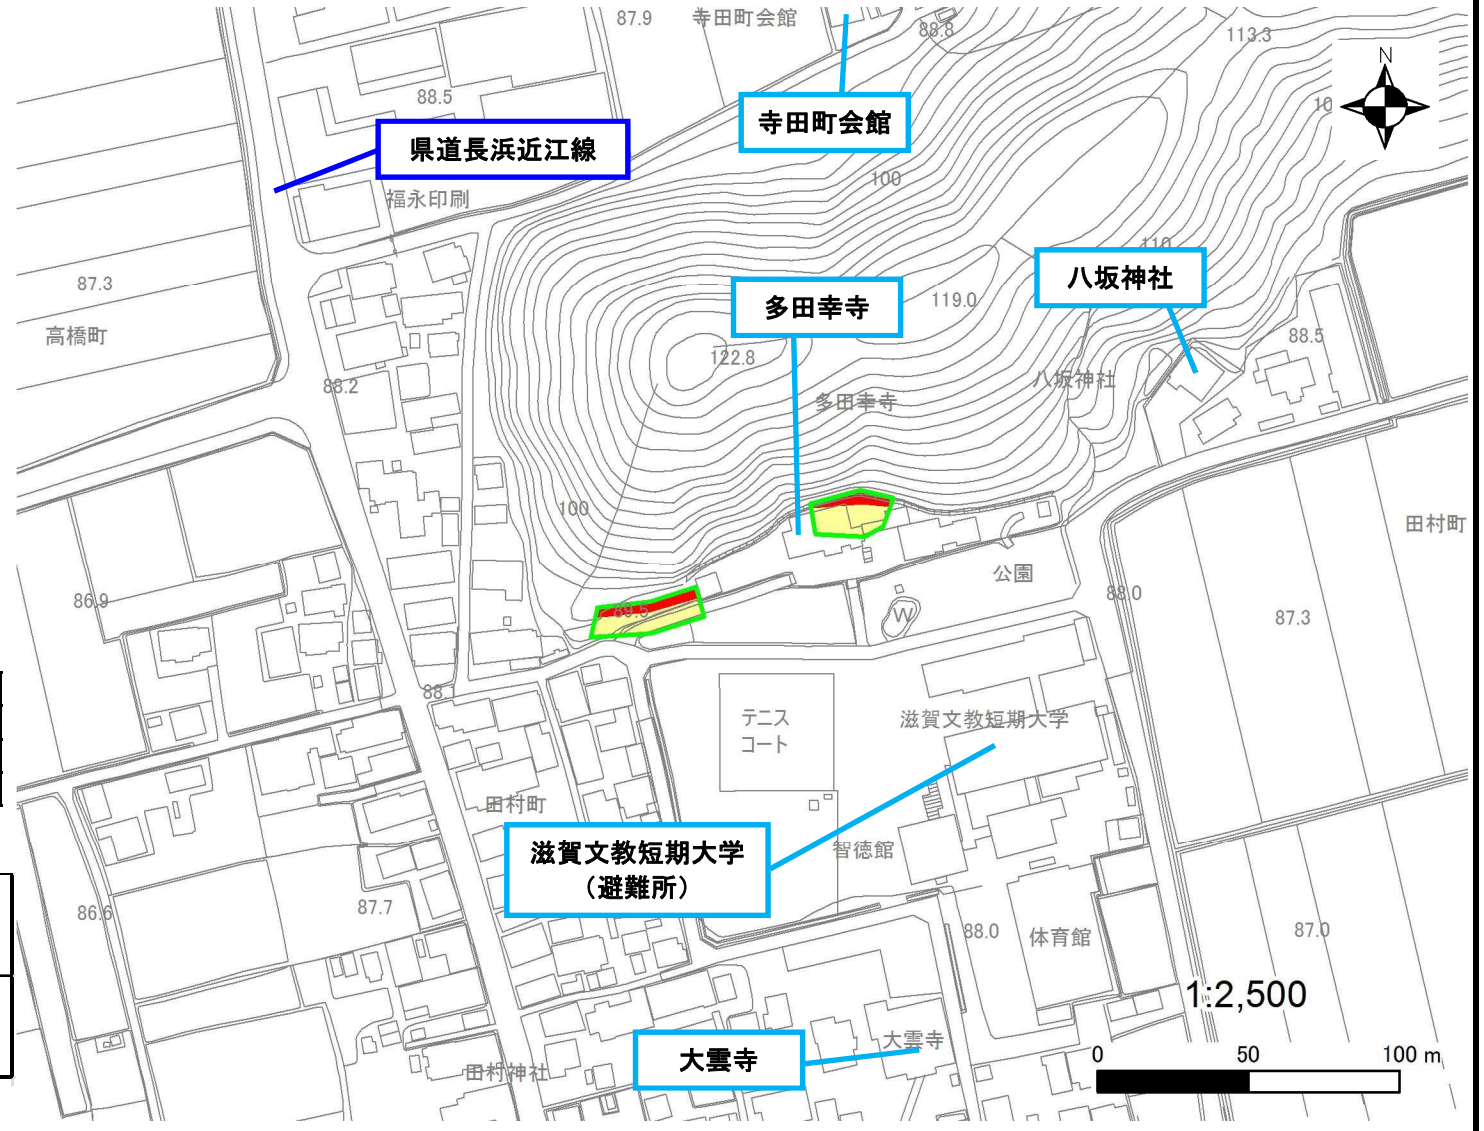 87.9
寺田町会館
88.8
113.3
N
88.5
寺田町会館
県道長浜近江線
100
福永印刷
110
八坂神社
87.3
多田幸寺
119.0
高橋町
88.5
122.8
88.2
八坂神社
多田幸寺
100
田村町
公園
86.9
88.0
89.5
W
87.3
88.1
テニス
コート
滋賀文教短期大学
田村町
滋賀文教短期大学
(避難所)
智徳館
86.6
87.7
88.0
体育館
87.0
1:2,500
大雲寺
大雲寺
田村神社
0 50 100 m